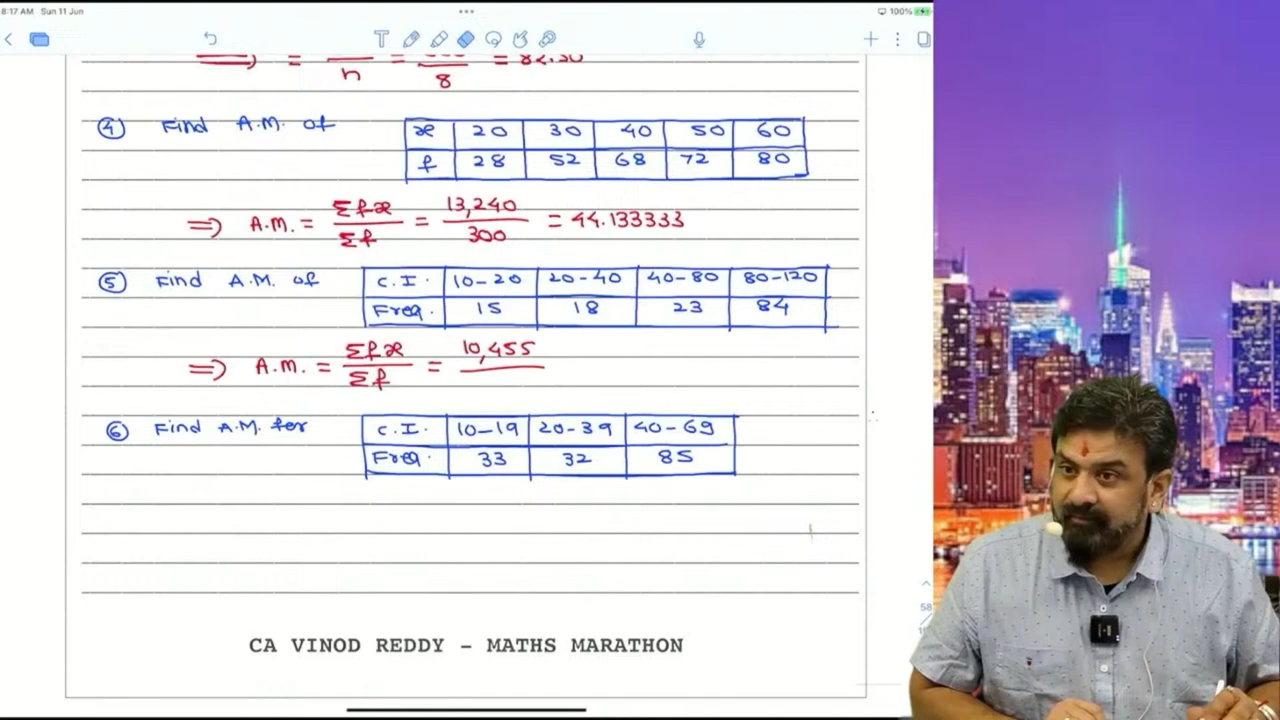 8:17 AM Sun 11 Jun
100%
= n = 8 =
④ Find A.M. of
x 20 30 40 50 60
f 28 52 68 72 80
⇒ A.M. = Σfx / Σf = 13,240 / 300 = 44.133333
⑤ Find A.M. of
C.I. 10-20 20-40 40-80 80-120
Freq. 15 18 23 84
⇒ A.M. = Σfx / Σf = 10,455
⑥ Find A.M. for
C.I. 10-19 20-39 40-69
Freq. 33 32 85
58
CA VINOD REDDY - MATHS MARATHON